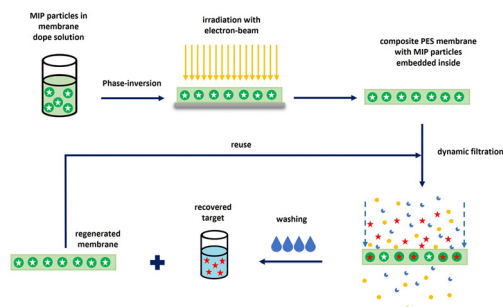 MIP particles in
membrane
dope solution
irradiation with
electron-beam
composite PES membrane
with MIP particles
embedded inside
Phase-inversion
reuse
dynamic filtration
recovered
target
washing
regenerated
membrane